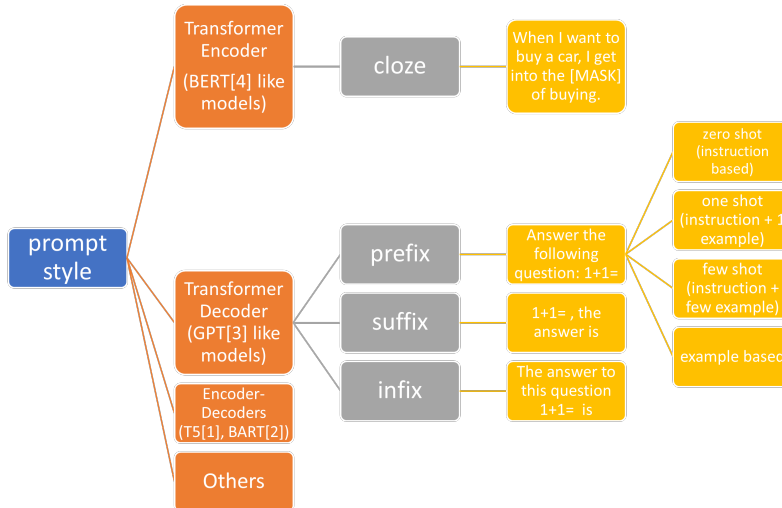 prompt
style
Transformer
Encoder
(BERT[4] like
models)
cloze
When I want to
buy a car, I get
into the [MASK]
of buying.
Transformer
Decoder
(GPT[3] like
models)
prefix
Answer the
following
question: 1+1=
zero shot
(instruction
based)
one shot
(instruction + 1
example)
few shot
(instruction +
few example)
example based
suffix
1+1= , the
answer is
infix
The answer to
this question
1+1= is
Encoder-
Decoders
(T5[1], BART[2])
Others